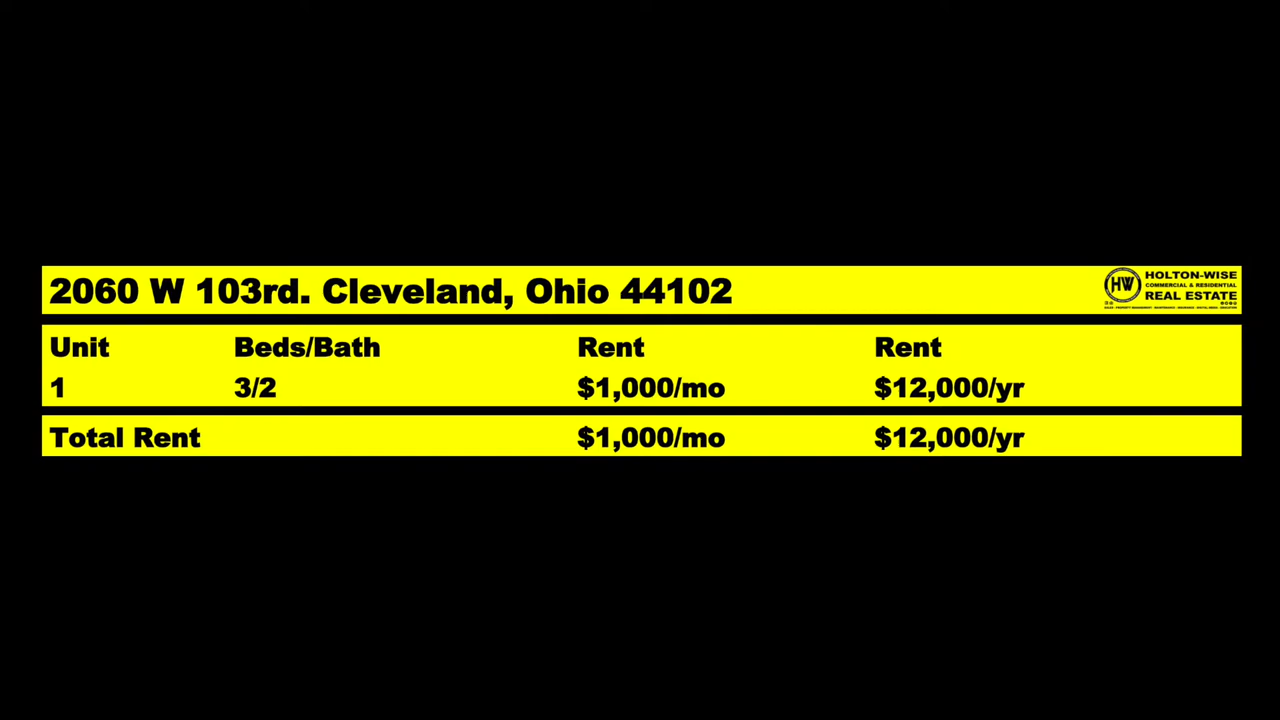 2060 W 103rd. Cleveland, Ohio 44102
HW
HOLTON-WISE
COMMERCIAL & RESIDENTIAL
REAL ESTATE
Unit Beds/Bath Rent Rent
1 3/2 $1,000/mo $12,000/yr
Total Rent $1,000/mo $12,000/yr